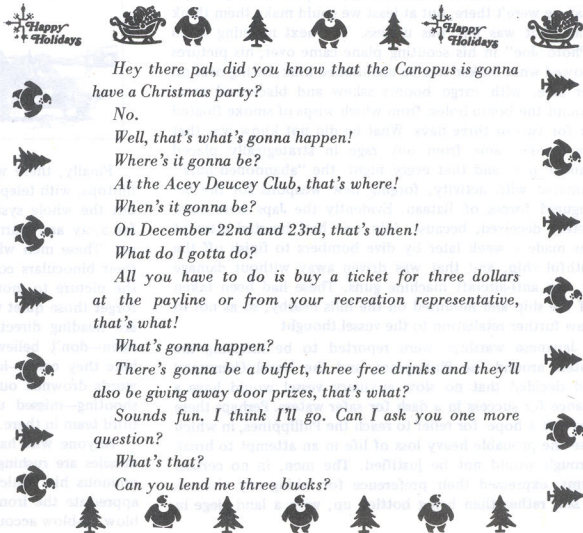 Happy
Holidays
Happy
Holidays
Hey there pal, did you know that the Canopus is gonna
have a Christmas party?
No.
Well, that's what's gonna happen!
Where's it gonna be?
At the Acey Deucey Club, that's where!
When's it gonna be?
On December 22nd and 23rd, that's when!
What do I gotta do?
All you have to do is buy a ticket for three dollars
at the payline or from your recreation representative,
that's what!
What's gonna happen?
There's gonna be a buffet, three free drinks and they'll
also be giving away door prizes, that's what?
Sounds fun. I think I'll go. Can I ask you one more
question?
What's that?
Can you lend me three bucks?